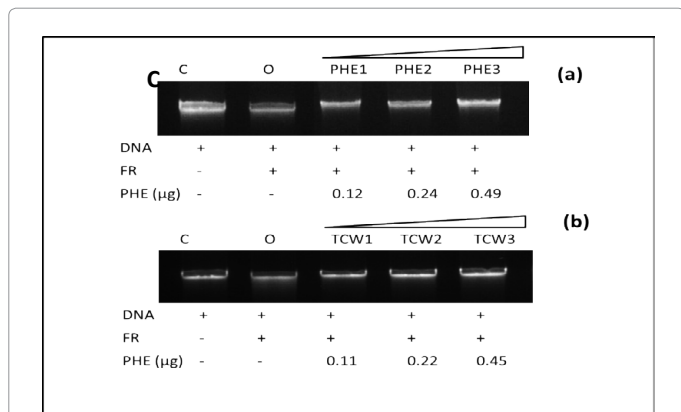 C O PHE1 PHE2 PHE3 (a)
C
DNA + + + + +
FR - + + + +
PHE (µg) - - 0.12 0.24 0.49
(b)
C O TCW1 TCW2 TCW3
DNA + + + + +
FR - + + + +
PHE (µg) - - 0.11 0.22 0.45